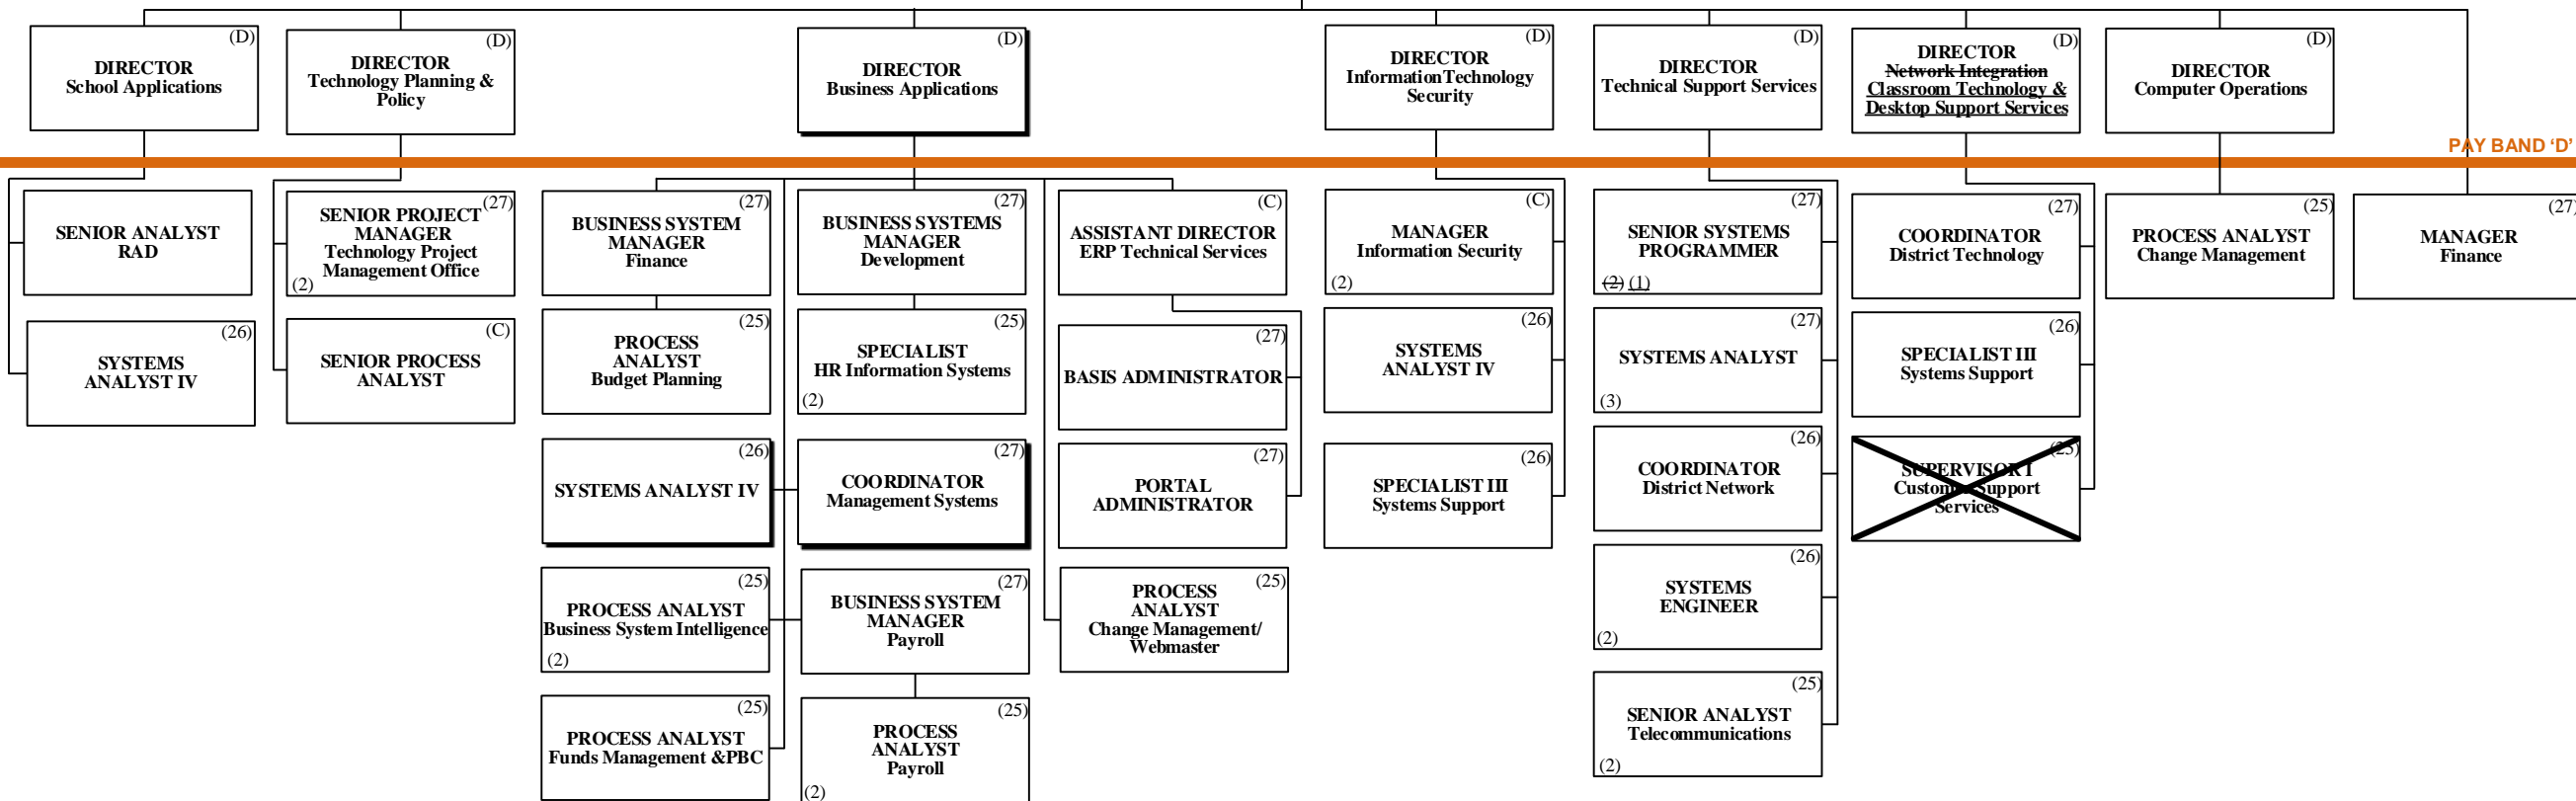 (D)
DIRECTOR
School Applications
(D)
DIRECTOR
Technology Planning &
Policy
(D)
DIRECTOR
Business Applications
(D)
DIRECTOR
Information Technology
Security
(D)
DIRECTOR
Technical Support Services
(D)
DIRECTOR
Network Integration
Classroom Technology &
Desktop Support Services
(D)
DIRECTOR
Computer Operations
PAY BAND ‘D’
SENIOR ANALYST
RAD
(26)
SYSTEMS
ANALYST IV
(27)
SENIOR PROJECT
MANAGER
Technology Project
Management Office
(2)
(C)
SENIOR PROCESS
ANALYST
(27)
BUSINESS SYSTEM
MANAGER
Finance
(25)
PROCESS
ANALYST
Budget Planning
(26)
SYSTEMS ANALYST IV
(25)
PROCESS ANALYST
Business System Intelligence
(2)
(25)
PROCESS ANALYST
Funds Management &PBC
(27)
BUSINESS SYSTEMS
MANAGER
Development
(25)
SPECIALIST
HR Information Systems
(2)
(27)
COORDINATOR
Management Systems
(27)
BUSINESS SYSTEM
MANAGER
Payroll
(25)
PROCESS
ANALYST
Payroll
(2)
(C)
ASSISTANT DIRECTOR
ERP Technical Services
(27)
BASIS ADMINISTRATOR
(27)
PORTAL
ADMINISTRATOR
(25)
PROCESS
ANALYST
Change Management/
Webmaster
(C)
MANAGER
Information Security
(2)
(26)
SYSTEMS
ANALYST IV
(26)
SPECIALIST III
Systems Support
(27)
SENIOR SYSTEMS
PROGRAMMER
(2) (1)
(27)
SYSTEMS ANALYST
(3)
(26)
COORDINATOR
District Network
(26)
SYSTEMS
ENGINEER
(2)
(25)
SENIOR ANALYST
Telecommunications
(2)
(27)
COORDINATOR
District Technology
(26)
SPECIALIST III
Systems Support
(25)
SUPERVISOR I
Customer Support
Services
(25)
PROCESS ANALYST
Change Management
(27)
MANAGER
Finance